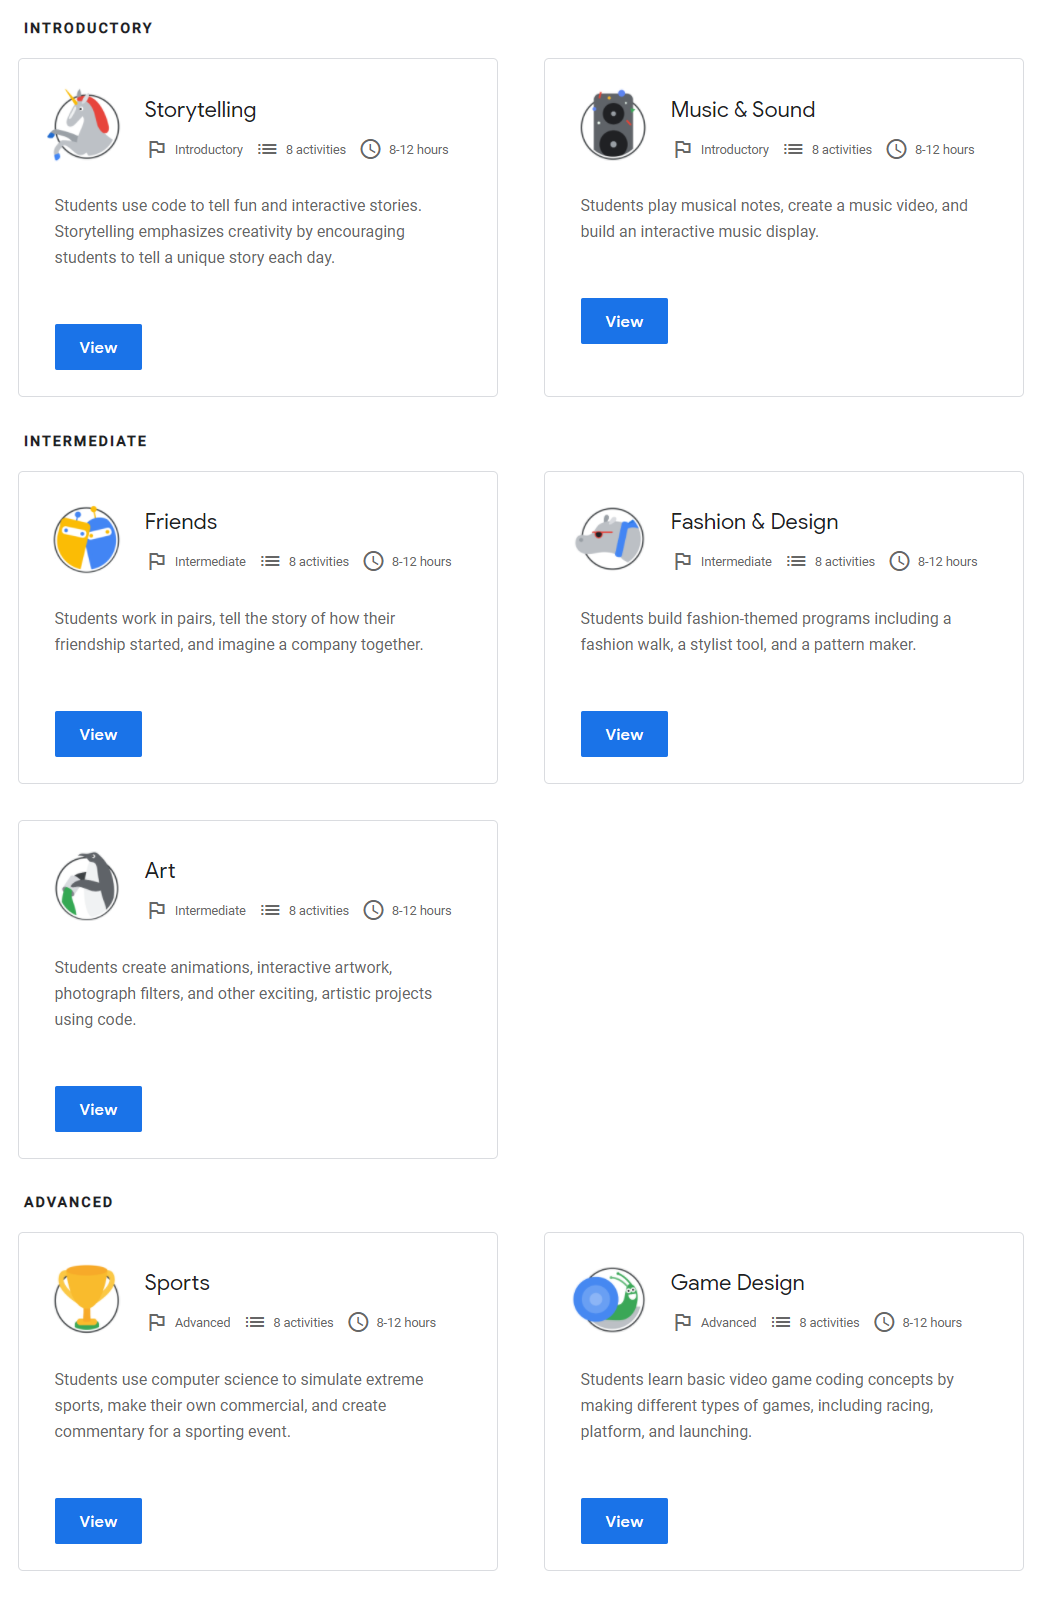 INTRODUCTORY
Storytelling
Introductory 8 activities 8-12 hours
Students use code to tell fun and interactive stories.
Storytelling emphasizes creativity by encouraging
students to tell a unique story each day.
View
Music & Sound
Introductory 8 activities 8-12 hours
Students play musical notes, create a music video, and
build an interactive music display.
View
INTERMEDIATE
Friends
Intermediate 8 activities 8-12 hours
Students work in pairs, tell the story of how their
friendship started, and imagine a company together.
View
Fashion & Design
Intermediate 8 activities 8-12 hours
Students build fashion-themed programs including a
fashion walk, a stylist tool, and a pattern maker.
View
Art
Intermediate 8 activities 8-12 hours
Students create animations, interactive artwork,
photograph filters, and other exciting, artistic projects
using code.
View
ADVANCED
Sports
Advanced 8 activities 8-12 hours
Students use computer science to simulate extreme
sports, make their own commercial, and create
commentary for a sporting event.
View
Game Design
Advanced 8 activities 8-12 hours
Students learn basic video game coding concepts by
making different types of games, including racing,
platform, and launching.
View